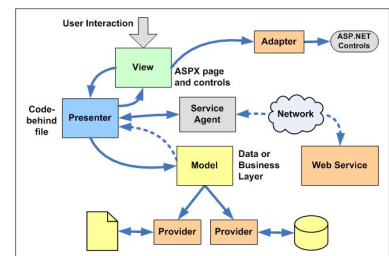 User Interaction
View
ASPX page
and controls
Adapter
ASP.NET
Controls
Code-
behind
file
Presenter
Service
Agent
Network
Model
Data or
Business
Layer
Web Service
Provider
Provider